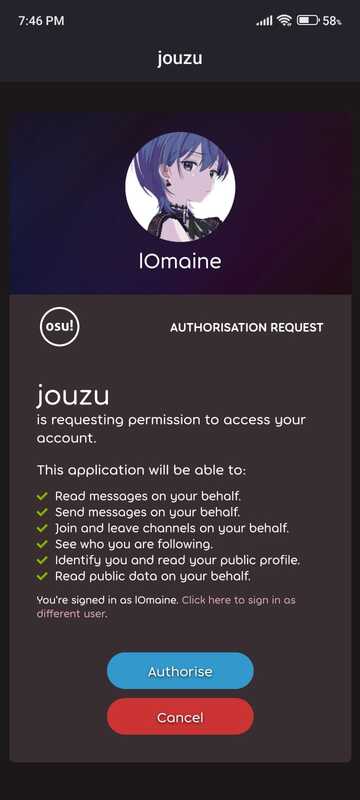 7:46 PM
58%
jouzu
lOmaine
osu!
AUTHORISATION REQUEST
jouzu
is requesting permission to access your
account.
This application will be able to:
Read messages on your behalf.
Send messages on your behalf.
Join and leave channels on your behalf.
See who you are following.
Identify you and read your public profile.
Read public data on your behalf.
You're signed in as lOmaine. Click here to sign in as
different user.
Authorise
Cancel